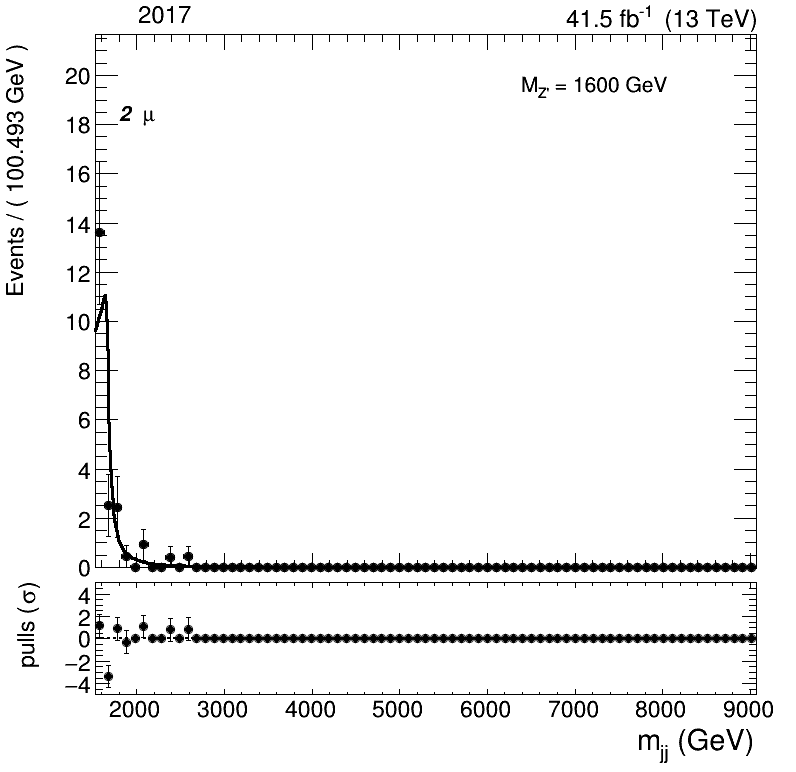 2017 41.5 fb-1 (13 TeV)
Events / ( 100.493 GeV )
20
18
16
14
12
10
8
6
4
2
0
2 μ
MZ' = 1600 GeV
pulls (σ)
4
2
0
−2
−4
2000 3000 4000 5000 6000 7000 8000 9000
mjj (GeV)